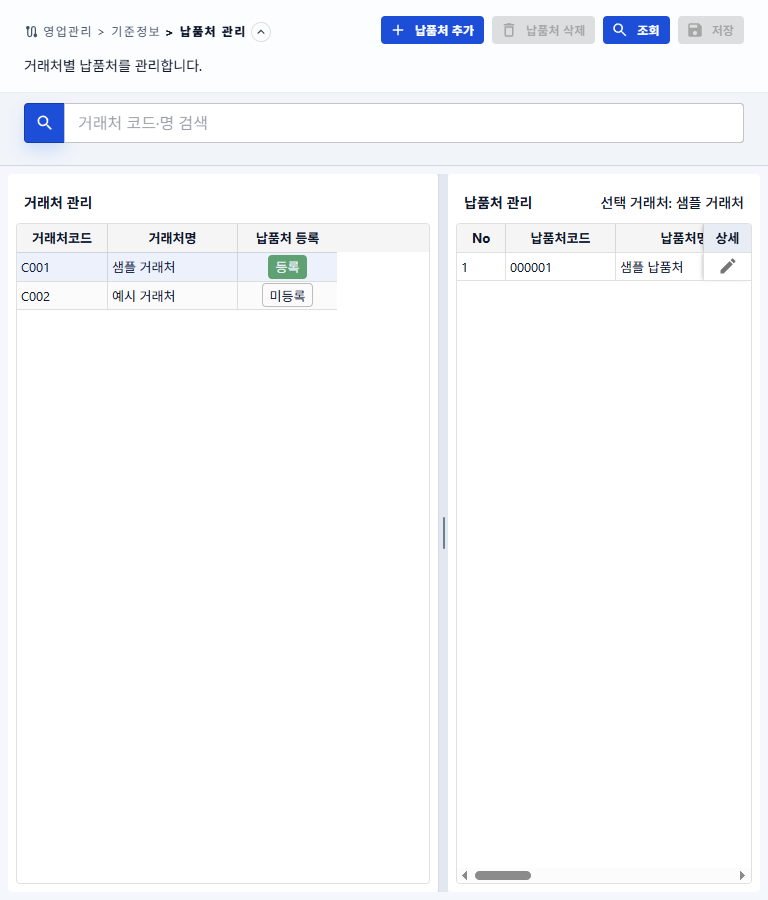 영업관리 > 기준정보 > 납품처 관리
납품처 추가
납품처 삭제
조회
저장
거래처별 납품처를 관리합니다.
거래처 코드·명 검색
거래처 관리
거래처코드 거래처명 납품처 등록
C001 샘플 거래처 등록
C002 예시 거래처 미등록
납품처 관리 선택 거래처: 샘플 거래처
No 납품처코드 납품처명 상세
1 000001 샘플 납품처